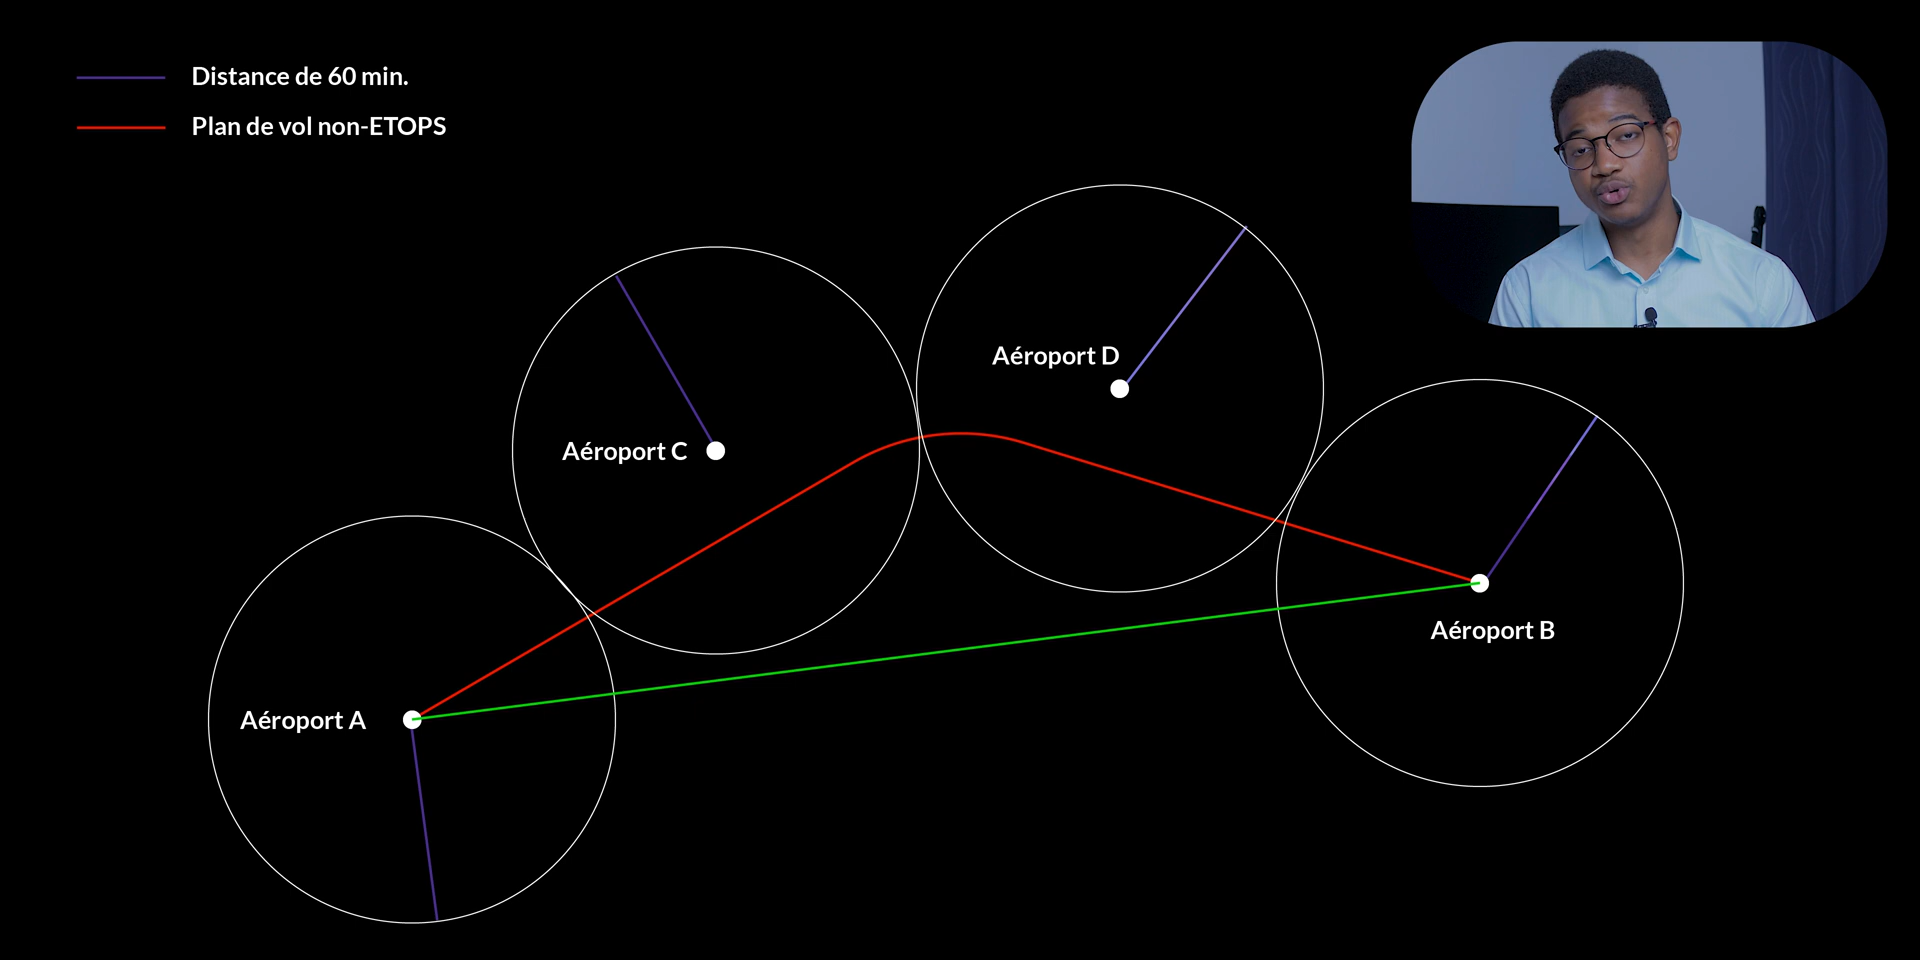 Distance de 60 min.
Plan de vol non-ETOPS
Aéroport D
Aéroport C
Aéroport B
Aéroport A